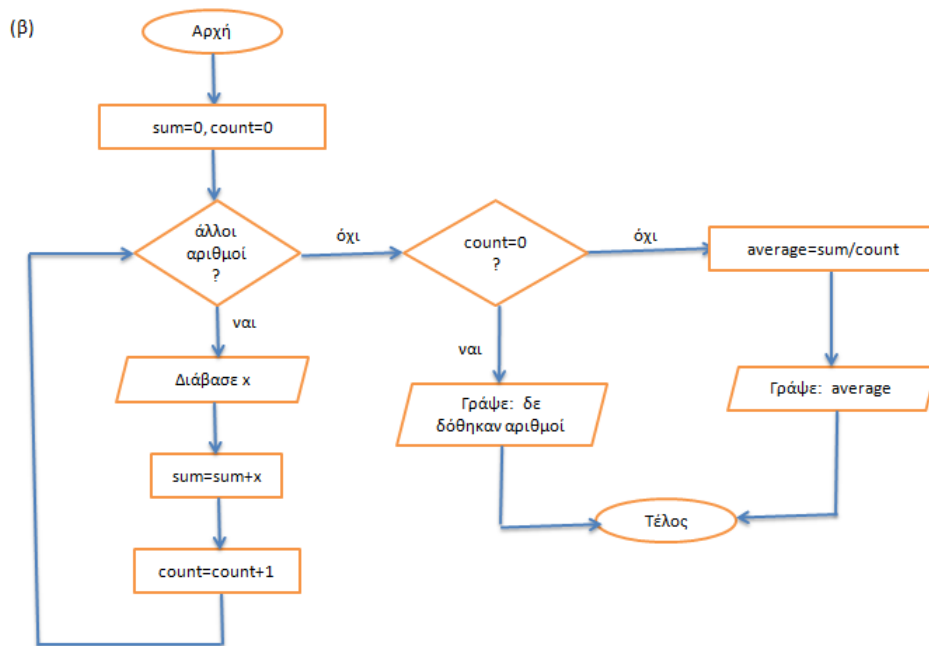 (β)
Αρχή
sum=0, count=0
άλλοι
αριθμοί
?
όχι
count=0
?
όχι
average=sum/count
ναι
Διάβασε x
sum=sum+x
count=count+1
ναι
Γράψε: δε
δόθηκαν αριθμοί
Γράψε: average
Τέλος